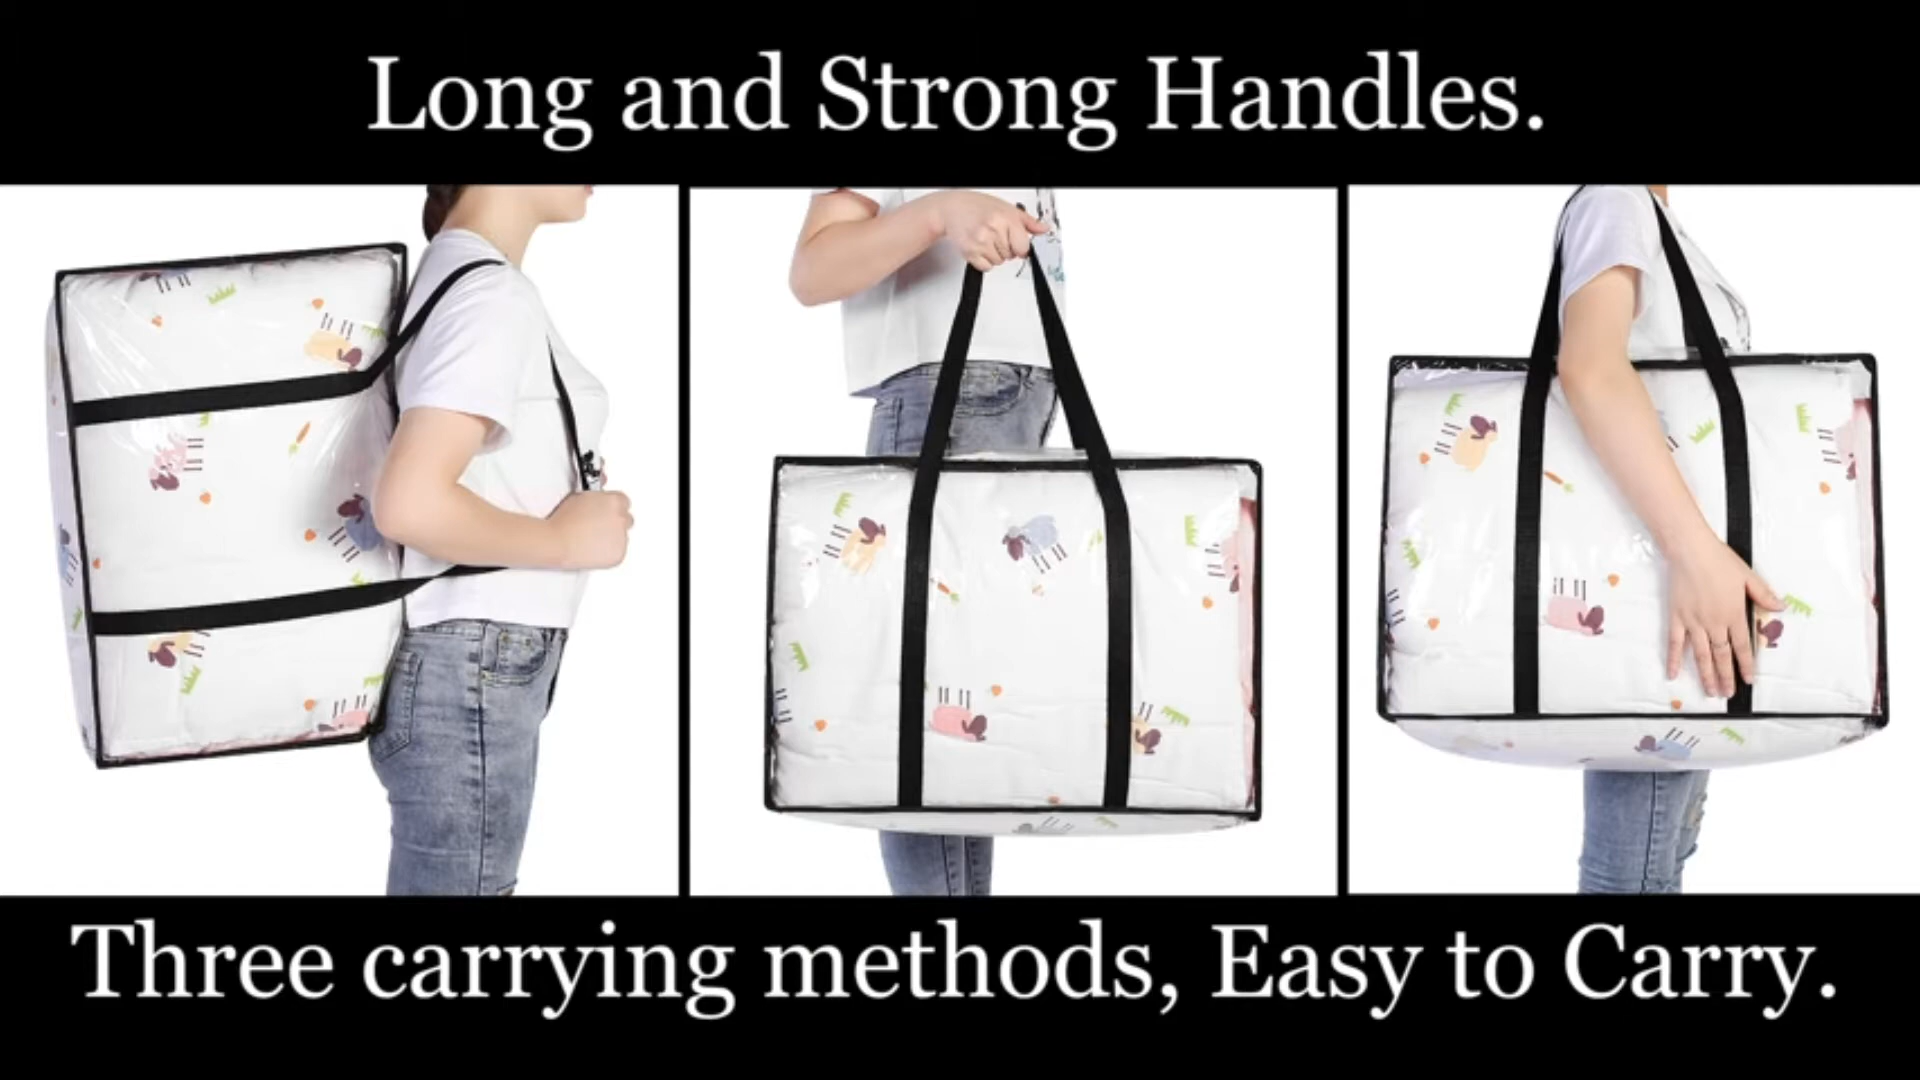 Long and Strong Handles.
Three carrying methods, Easy to Carry.